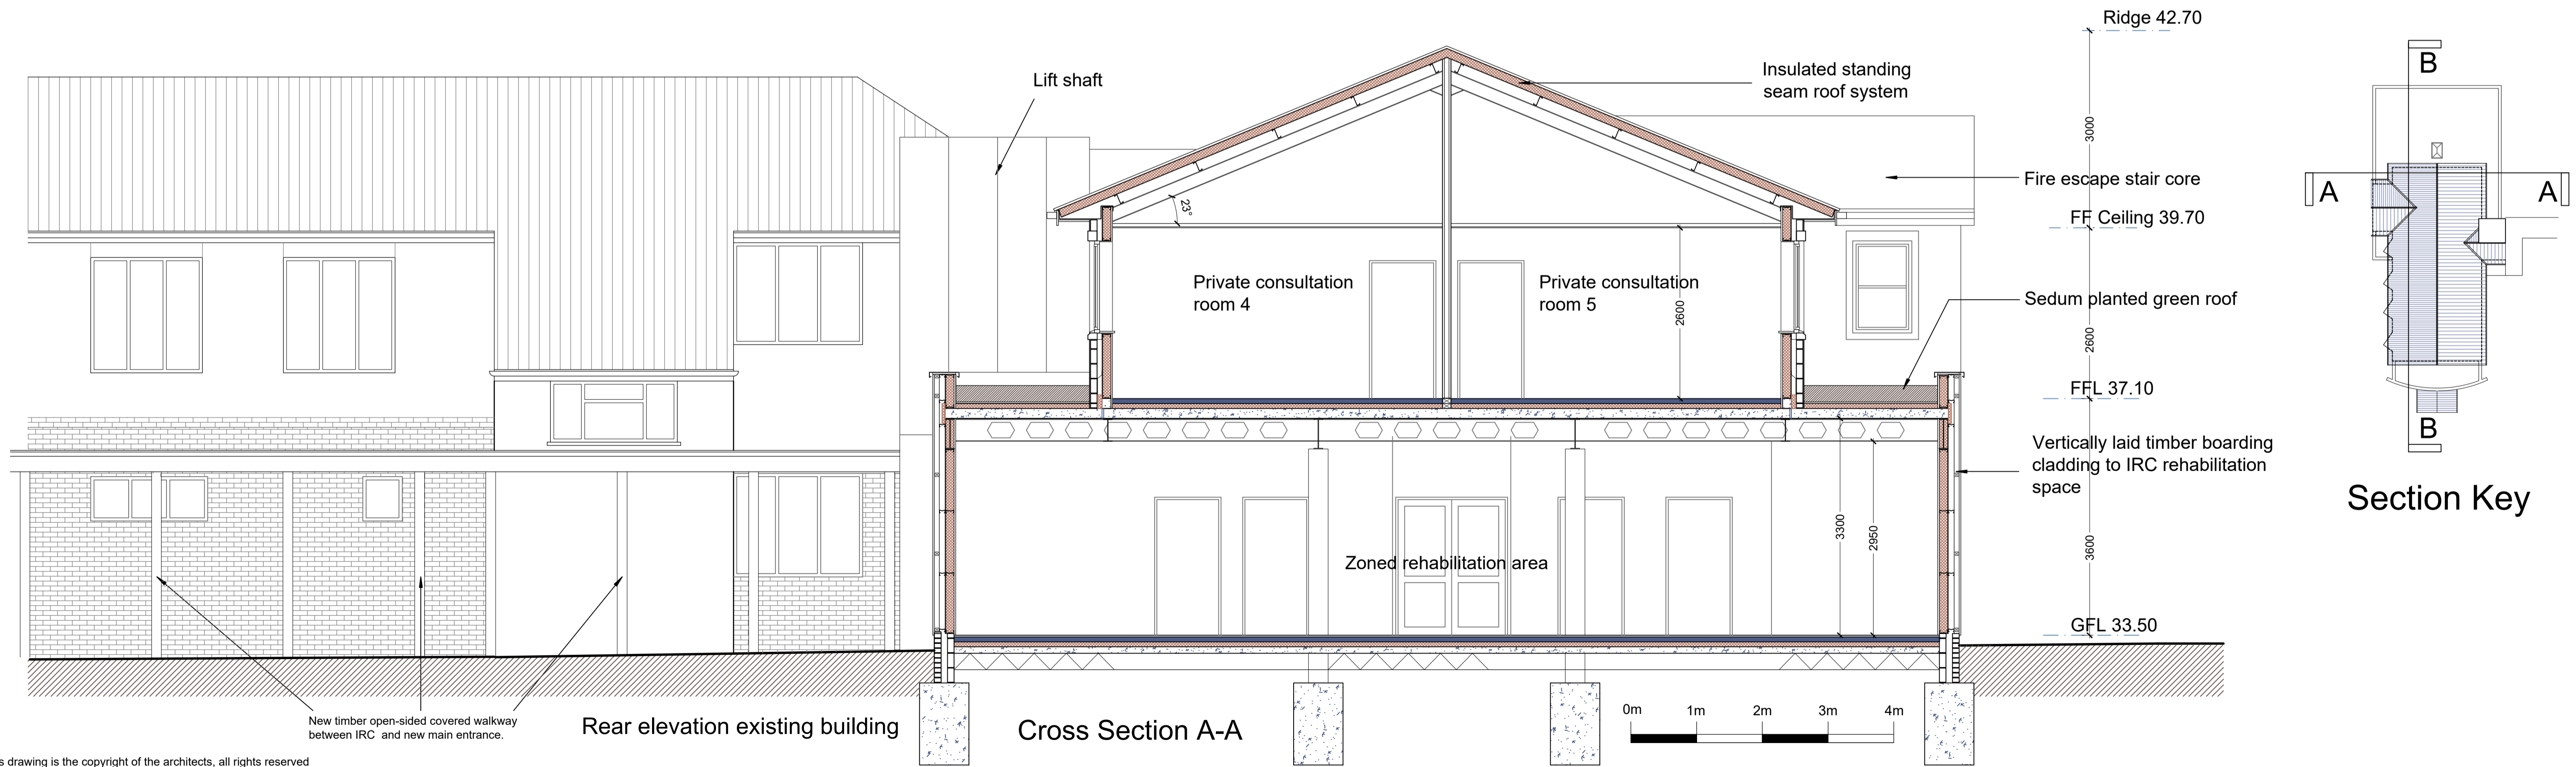 Ridge 42.70
Lift shaft
Insulated standing
seam roof system
3000
B
A
A
B
Section Key
Fire escape stair core
23°
FF Ceiling 39.70
Private consultation
room 4
Private consultation
room 5
2600
Sedum planted green roof
2600
FFL 37.10
Vertically laid timber boarding
cladding to IRC rehabilitation
space
3300
2950
3600
Zoned rehabilitation area
GFL 33.50
New timber open-sided covered walkway
between IRC and new main entrance.
Rear elevation existing building
Cross Section A-A
0m 1m 2m 3m 4m
s drawing is the copyright of the architects, all rights reserved